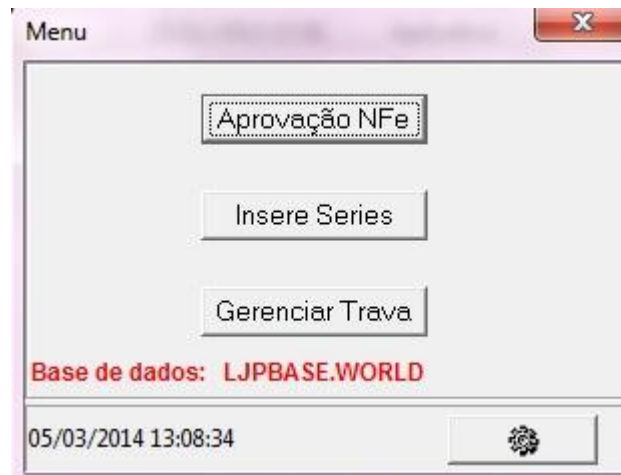 Menu
Aprovação NFe
Insere Series
Gerenciar Trava
Base de dados: LJPBASE.WORLD
05/03/2014 13:08:34